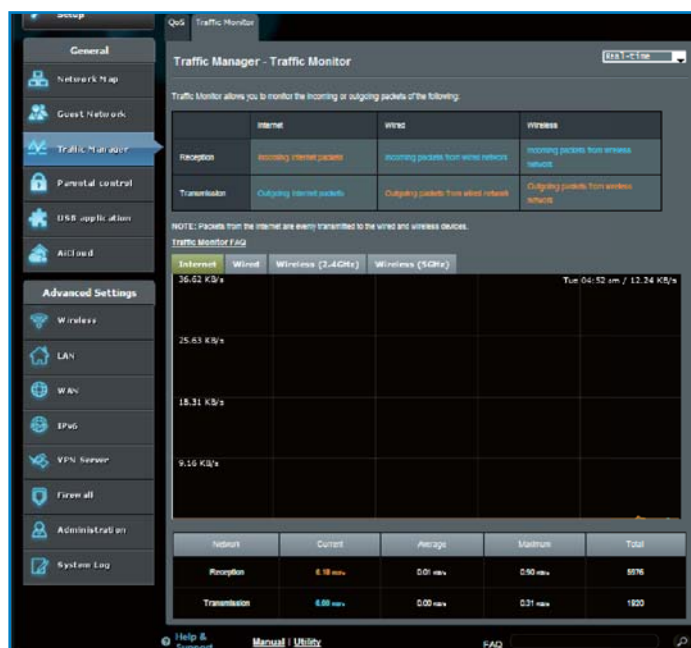 Setup
QoS Traffic Monitor
General
Network Map
Guest Network
Traffic Manager
Parental control
USB application
AiCloud
Advanced Settings
Wireless
LAN
WAN
IPv6
VPN Server
Firewall
Administration
System Log
Traffic Manager - Traffic Monitor
Real-time
Traffic Monitor allows you to monitor the incoming or outgoing packets of the following:
Internet Wired Wireless
Reception Incoming Internet packets Incoming packets from wired network Incoming packets from wireless network
Transmission Outgoing Internet packets Outgoing packets from wired network Outgoing packets from wireless network
NOTE: Packets from the Internet are evenly transmitted to the wired and wireless devices.
Traffic Monitor FAQ
Internet Wired Wireless (2.4GHz) Wireless (5GHz)
36.62 KB/s
Tue 04:52 am / 12.24 KB/s
25.63 KB/s
18.31 KB/s
9.16 KB/s
Network Current Average Maximum Total
Reception 0.01 0.90 5976
Transmission 0.00 0.31 1920
Help & Support
Manual | Utility
FAQ